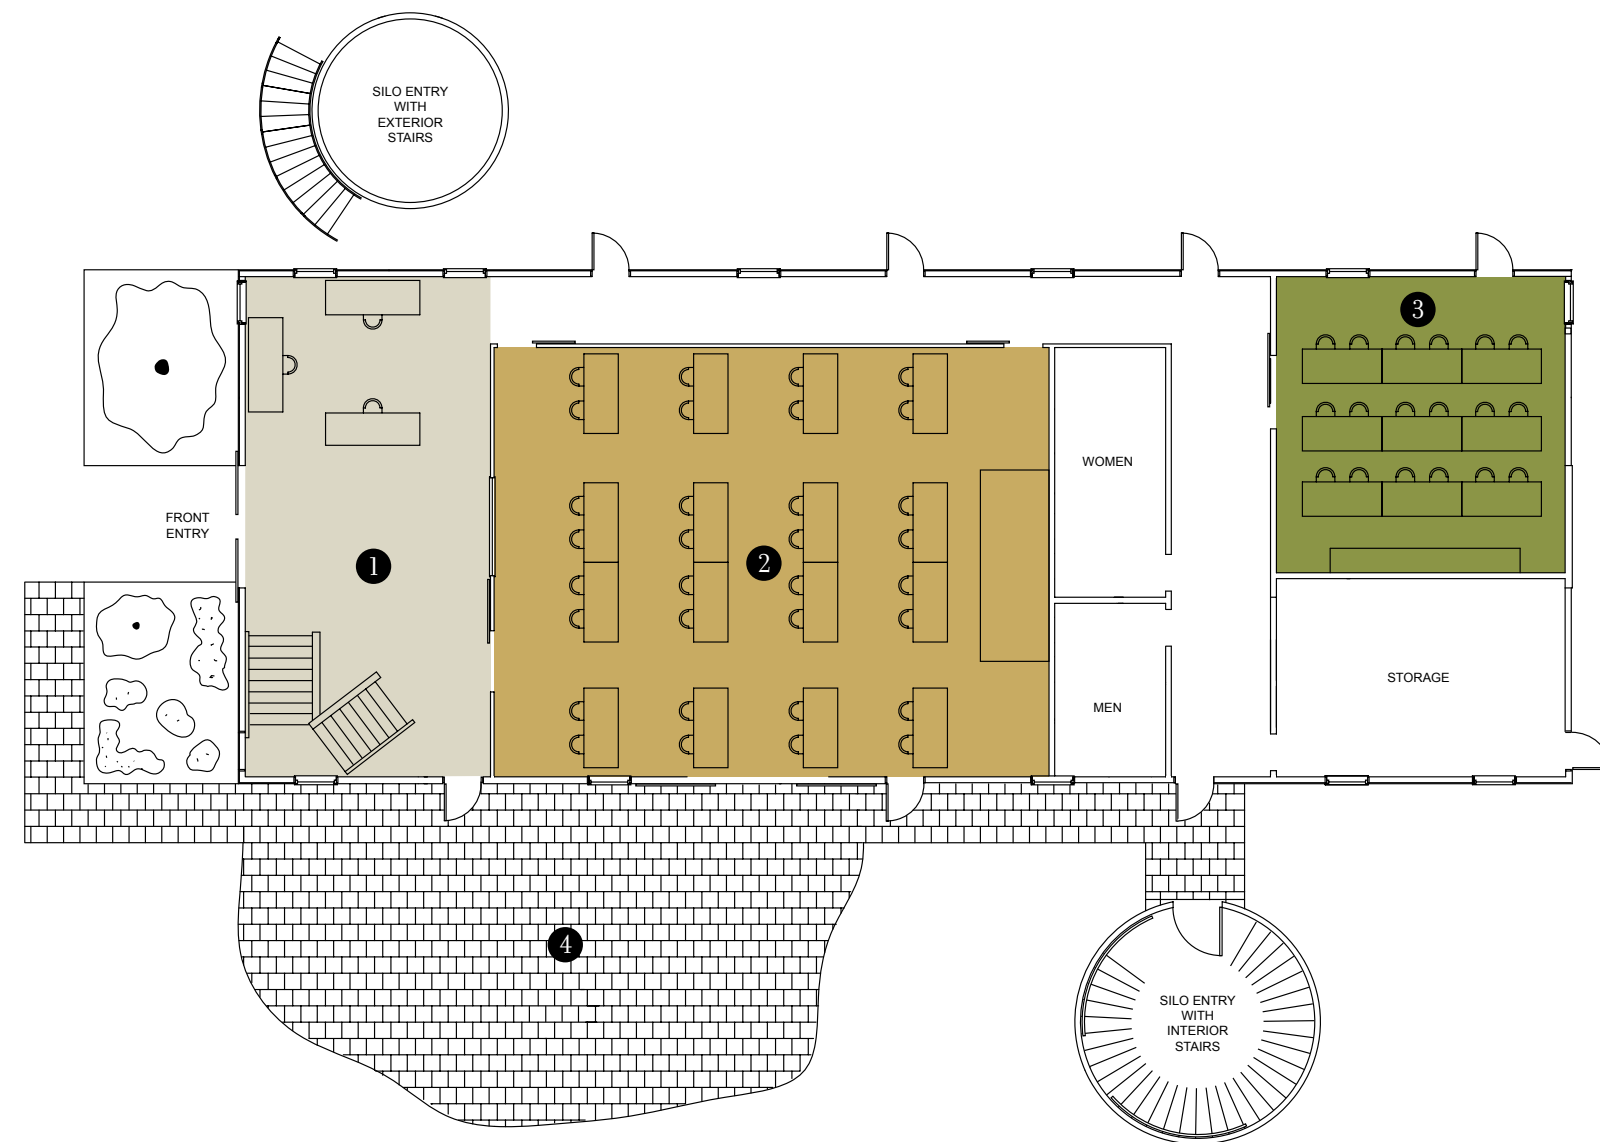 SILO ENTRY
WITH
EXTERIOR
STAIRS
3
WOMEN
FRONT
ENTRY
1
2
STORAGE
MEN
4
SILO ENTRY
WITH
INTERIOR
STAIRS